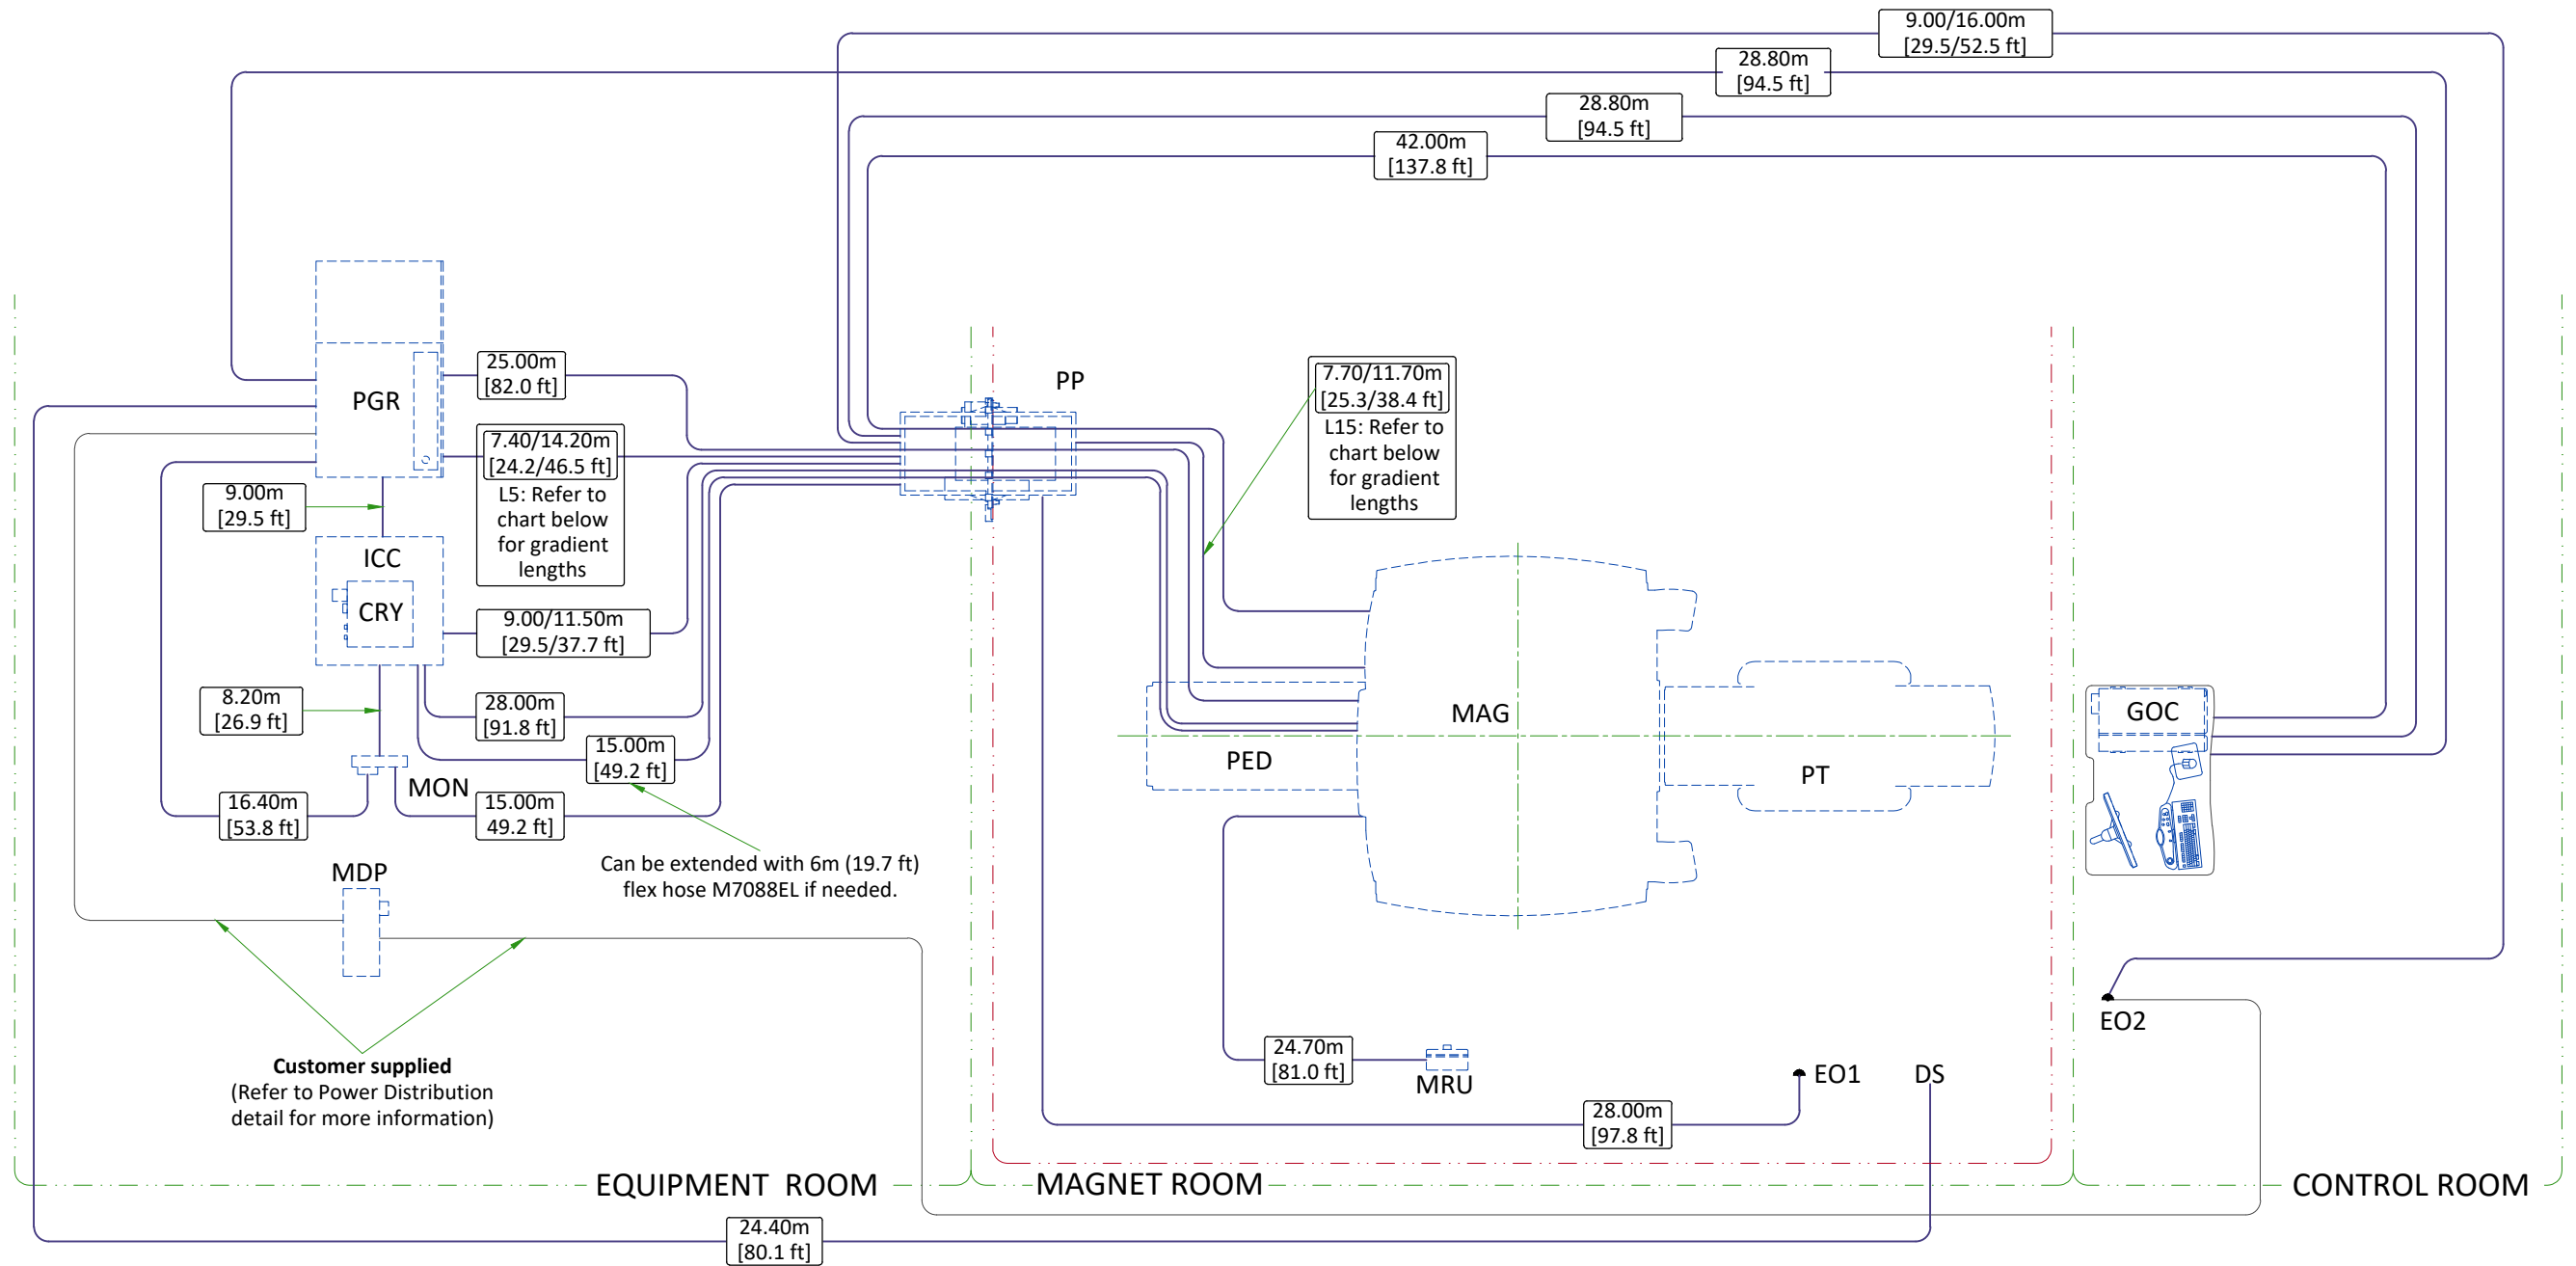 9.00/16.00m
[29.5/52.5 ft]
28.80m
[94.5 ft]
28.80m
[94.5 ft]
42.00m
[137.8 ft]
PGR
25.00m
[82.0 ft]
7.40/14.20m
[24.2/46.5 ft]
L5: Refer to
chart below
for gradient
lengths
PP
7.70/11.70m
[25.3/38.4 ft]
L15: Refer to
chart below
for gradient
lengths
9.00m
[29.5 ft]
ICC
CRY
9.00/11.50m
[29.5/37.7 ft]
8.20m
[26.9 ft]
28.00m
[91.8 ft]
15.00m
[49.2 ft]
MON
16.40m
[53.8 ft]
15.00m
49.2 ft]
Can be extended with 6m (19.7 ft)
flex hose M7088EL if needed.
MDP
MAG
PED
PT
GOC
Customer supplied
(Refer to Power Distribution
detail for more information)
24.70m
[81.0 ft]
MRU
EO1
DS
EO2
28.00m
[97.8 ft]
EQUIPMENT ROOM
MAGNET ROOM
CONTROL ROOM
24.40m
[80.1 ft]